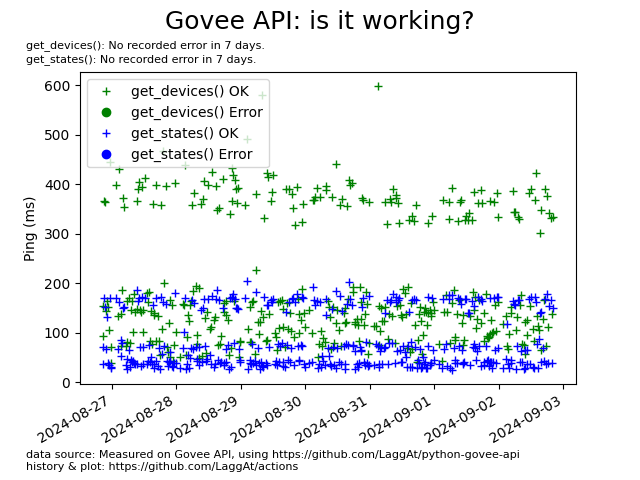 Govee API: is it working?
get_devices(): No recorded error in 7 days.
get_states(): No recorded error in 7 days.
get_devices() OK
get_devices() Error
get_states() OK
get_states() Error
600
500
400
300
200
100
0
Ping (ms)
2024-08-27
2024-08-28
2024-08-29
2024-08-30
2024-08-31
2024-09-01
2024-09-02
2024-09-03
data source: Measured on Govee API, using https://github.com/LaggAt/python-govee-api
history & plot: https://github.com/LaggAt/actions